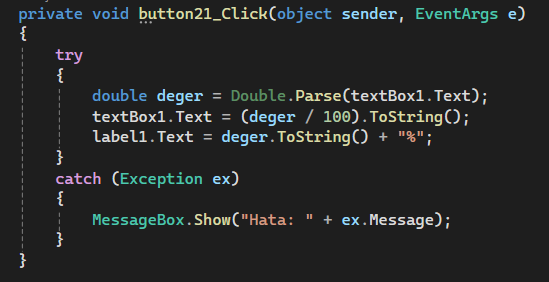 private void button21_Click(object sender, EventArgs e)
{
try
{
double deger = Double.Parse(textBox1.Text);
textBox1.Text = (deger / 100).ToString();
label1.Text = deger.ToString() + "%";
}
catch (Exception ex)
{
MessageBox.Show("Hata: " + ex.Message);
}
}